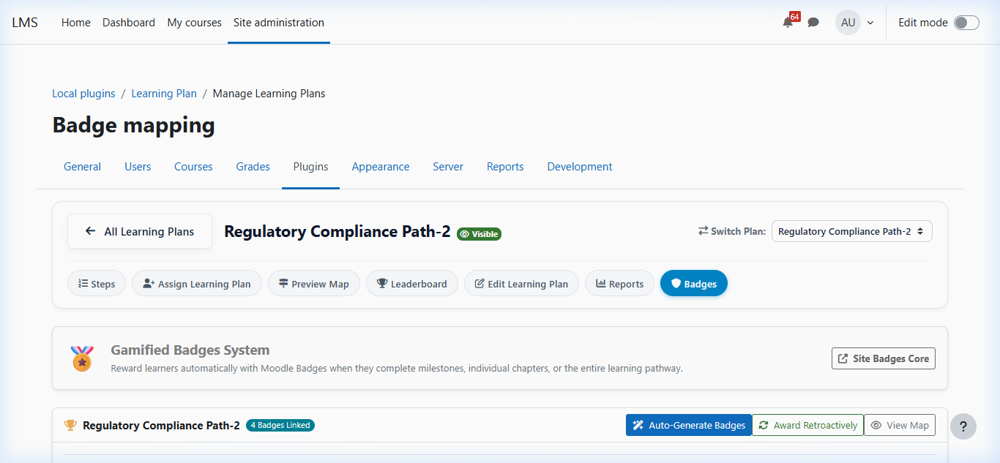 LMS Home Dashboard My courses Site administration 64 AU Edit mode
Local plugins / Learning Plan / Manage Learning Plans
Badge mapping
General Users Courses Grades Plugins Appearance Server Reports Development
All Learning Plans Regulatory Compliance Path-2 Visible Switch Plan: Regulatory Compliance Path-2
Steps Assign Learning Plan Preview Map Leaderboard Edit Learning Plan Reports Badges
Gamified Badges System
Reward learners automatically with Moodle Badges when they complete milestones, individual chapters, or the entire learning pathway.
Site Badges Core
Regulatory Compliance Path-2 4 Badges Linked Auto-Generate Badges Award Retroactively View Map ?